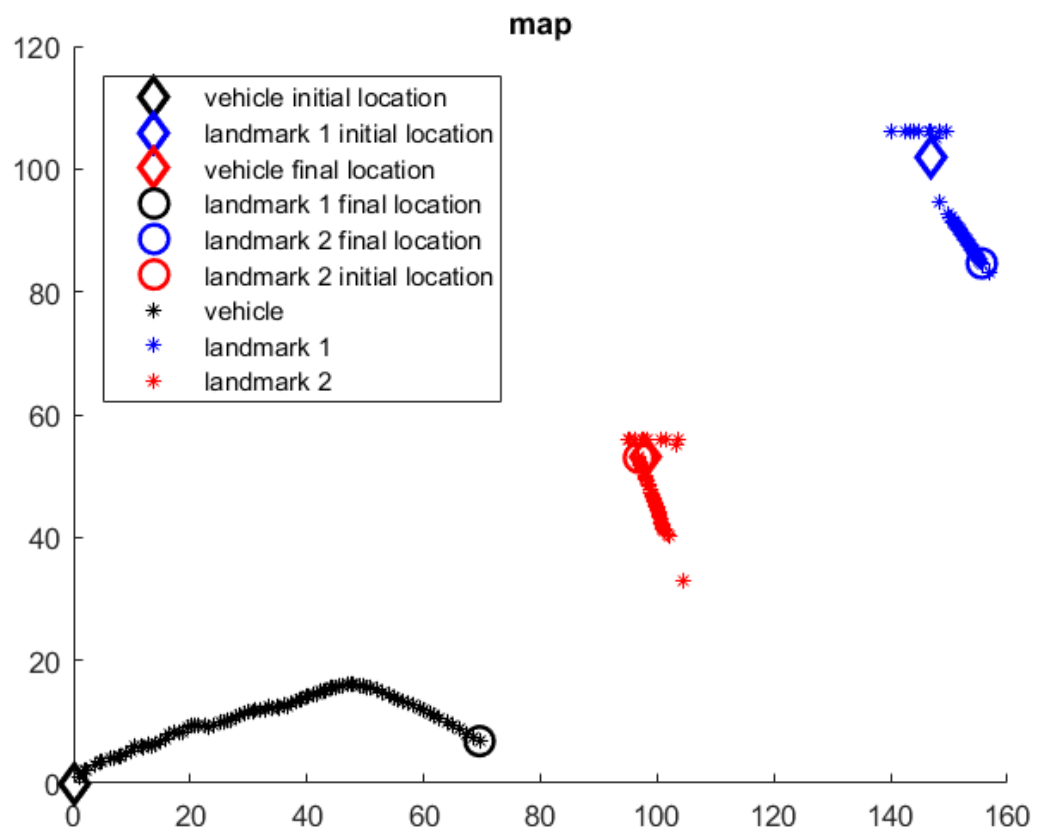 map
120
100
80
60
40
20
0
vehicle initial location
landmark 1 initial location
vehicle final location
landmark 1 final location
landmark 2 final location
landmark 2 initial location
vehicle
landmark 1
landmark 2
0 20 40 60 80 100 120 140 160